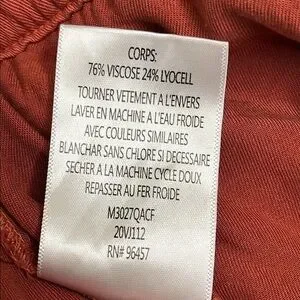 CORPS:
76% VISCOSE 24% LYOCELL
TOURNER VETEMENT A L'ENVERS
LAVER EN MACHINE A L'EAU FROIDE
AVEC COULEURS SIMILAIRES
BLANCHAR SANS CHLORE SI DECESSAIRE
SECHER A LA MACHINE CYCLE DOUX
REPASSER AU FER FROIDE
M3027QACF
20VJ112
RN# 96457